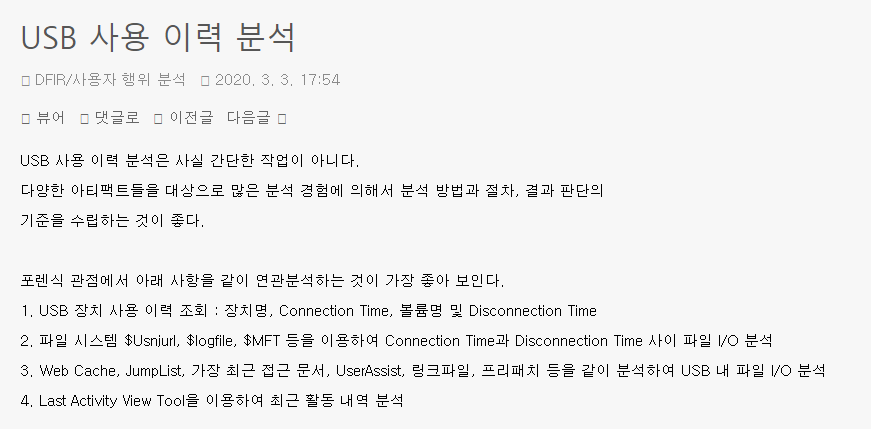 USB 사용 이력 분석
DFIR/사용자 행위 분석 2020. 3. 3. 17:54
뷰어 댓글로 이전글 다음글
USB 사용 이력 분석은 사실 간단한 작업이 아니다.
다양한 아티팩트들을 대상으로 많은 분석 경험에 의해서 분석 방법과 절차, 결과 판단의
기준을 수립하는 것이 좋다.
포렌식 관점에서 아래 사항을 같이 연관분석하는 것이 가장 좋아 보인다.
1. USB 장치 사용 이력 조회 : 장치명, Connection Time, 볼륨명 및 Disconnection Time
2. 파일 시스템 $Usnjurl, $logfile, $MFT 등을 이용하여 Connection Time과 Disconnection Time 사이 파일 I/O 분석
3. Web Cache, JumpList, 가장 최근 접근 문서, UserAssist, 링크파일, 프리패치 등을 같이 분석하여 USB 내 파일 I/O 분석
4. Last Activity View Tool을 이용하여 최근 활동 내역 분석